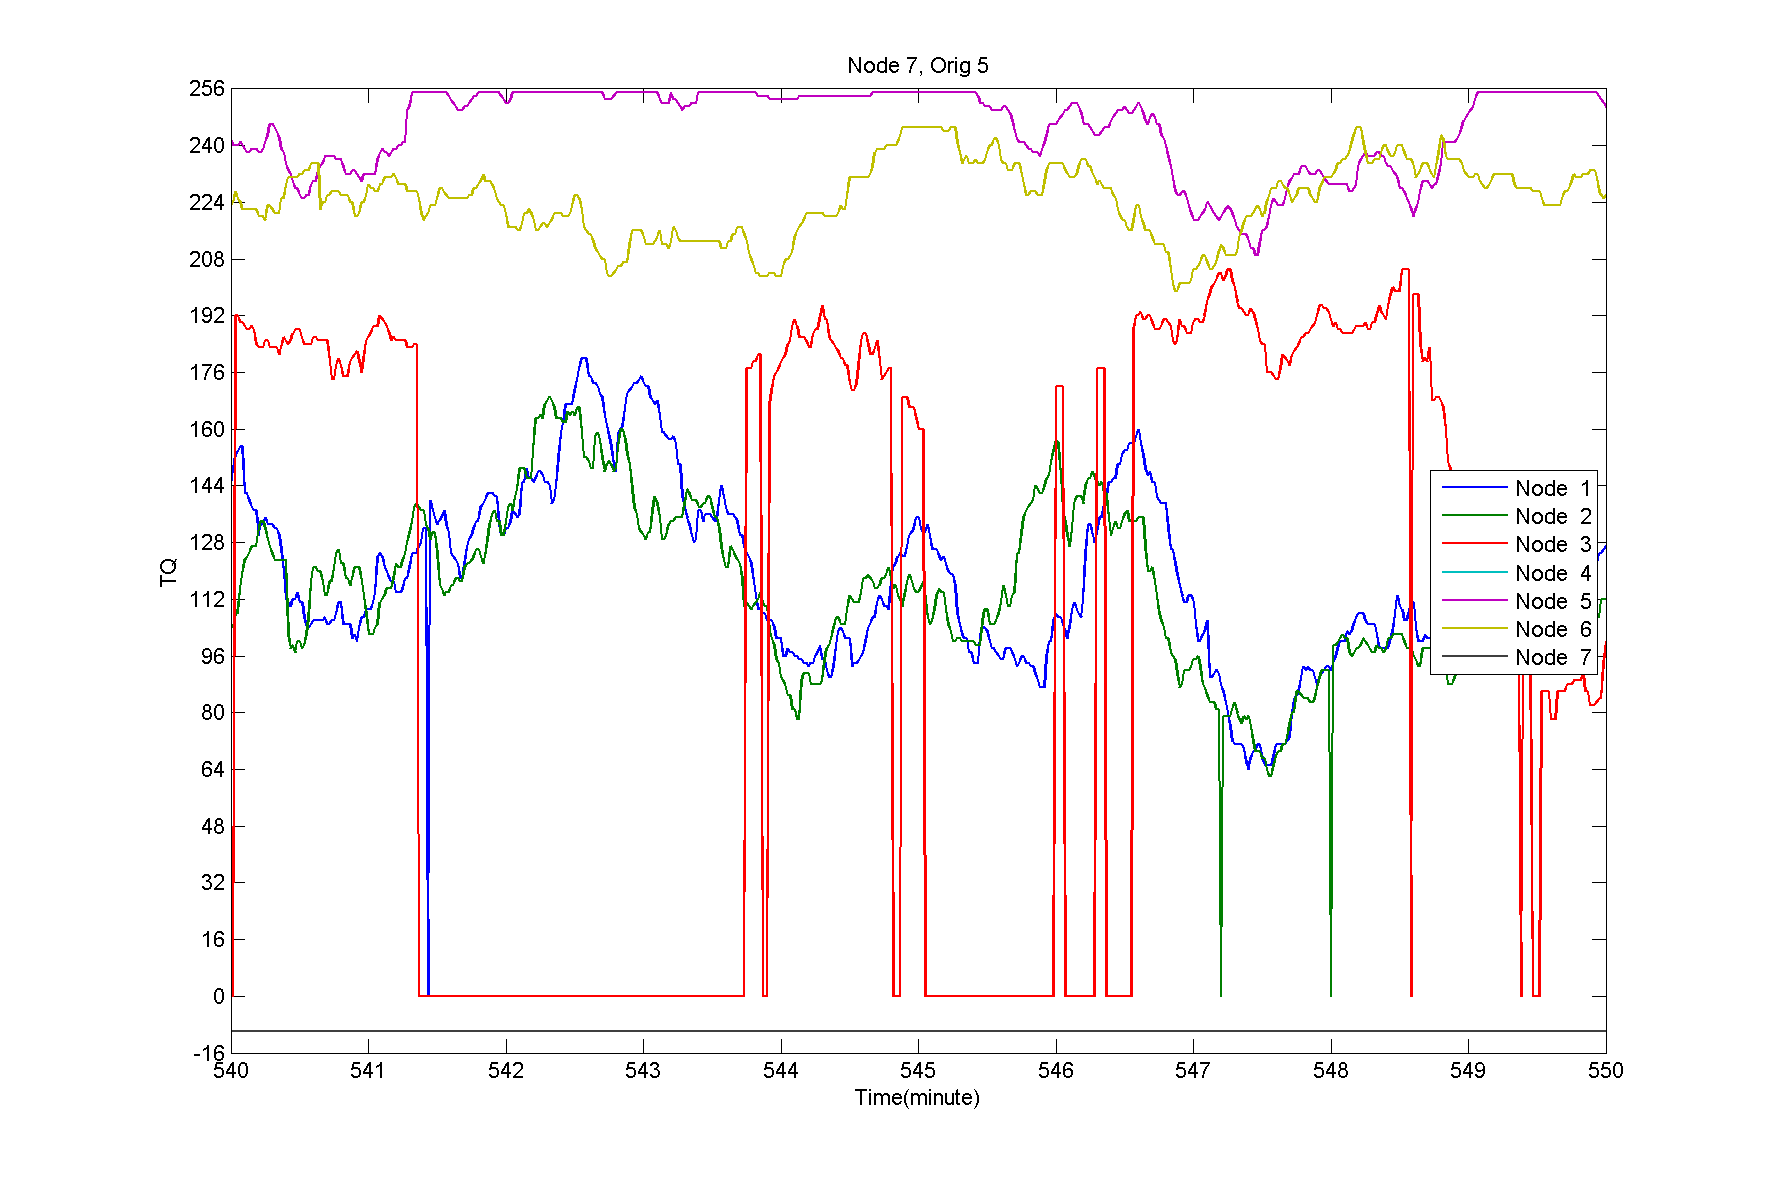 Node 7, Orig 5
256
240
224
208
192
176
160
144
128
112
96
80
64
48
32
16
0
-16
TQ
Node 1
Node 2
Node 3
Node 4
Node 5
Node 6
Node 7
540 541 542 543 544 545 546 547 548 549 550
Time(minute)